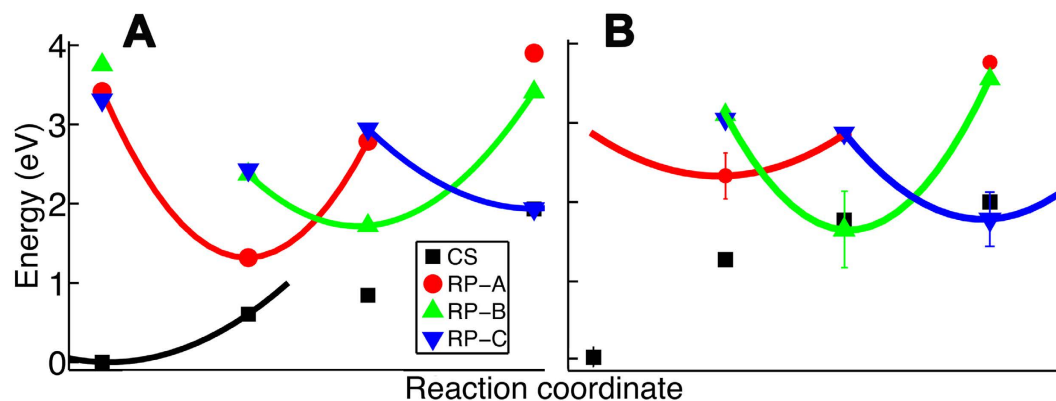 A
B
4
3
2
1
0
Energy (eV)
CS
RP-A
RP-B
RP-C
Reaction coordinate